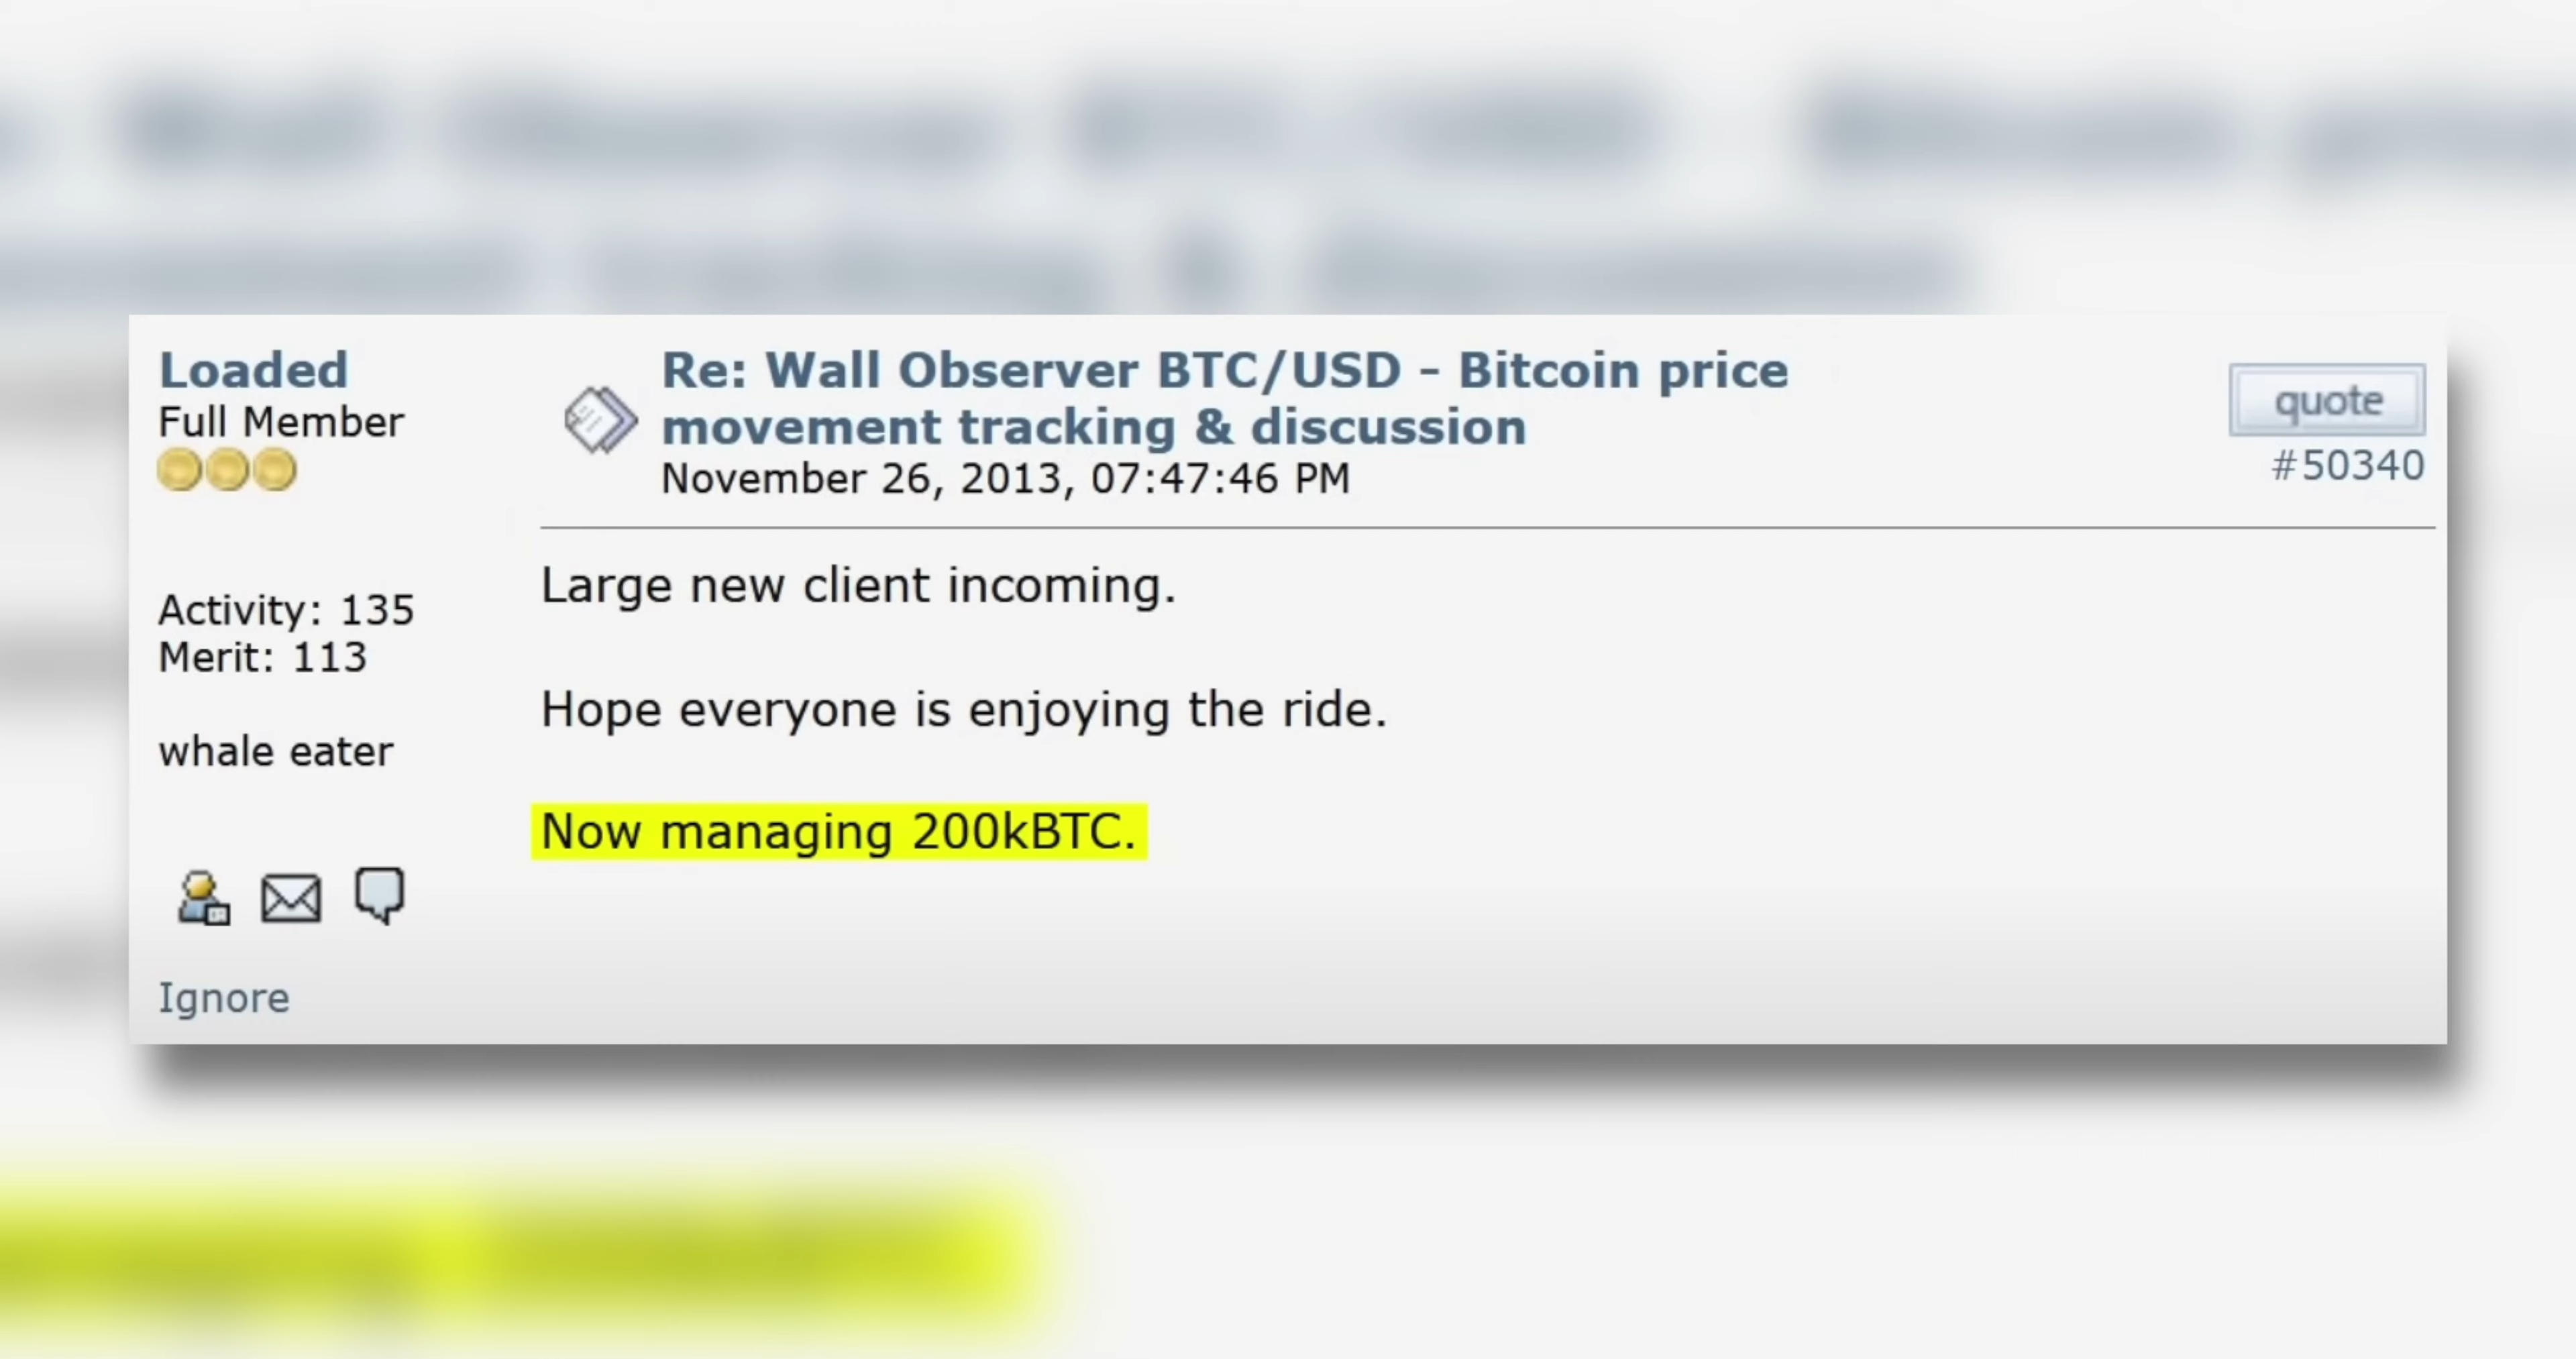 Loaded
Full Member
Activity: 135
Merit: 113
whale eater
Ignore
Re: Wall Observer BTC/USD - Bitcoin price
movement tracking & discussion
November 26, 2013, 07:47:46 PM
quote
#50340
Large new client incoming.
Hope everyone is enjoying the ride.
Now managing 200kBTC.